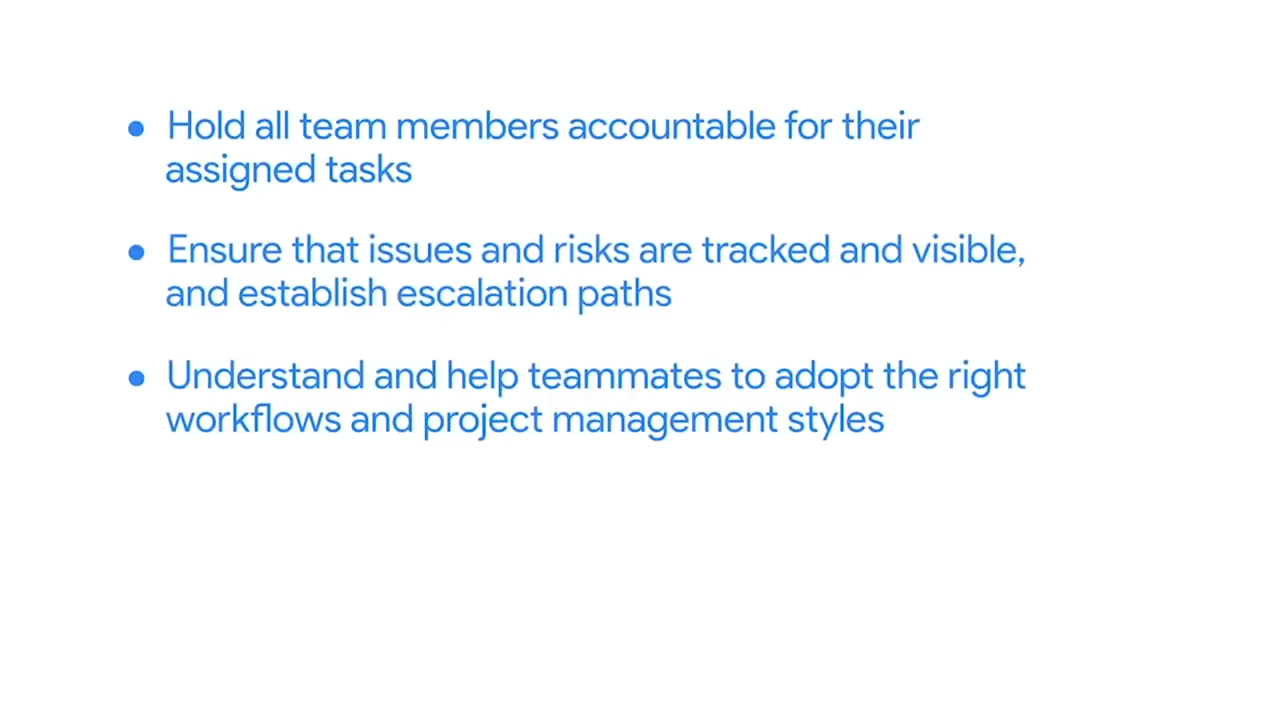 ● Hold all team members accountable for their
assigned tasks
● Ensure that issues and risks are tracked and visible,
and establish escalation paths
● Understand and help teammates to adopt the right
workflows and project management styles